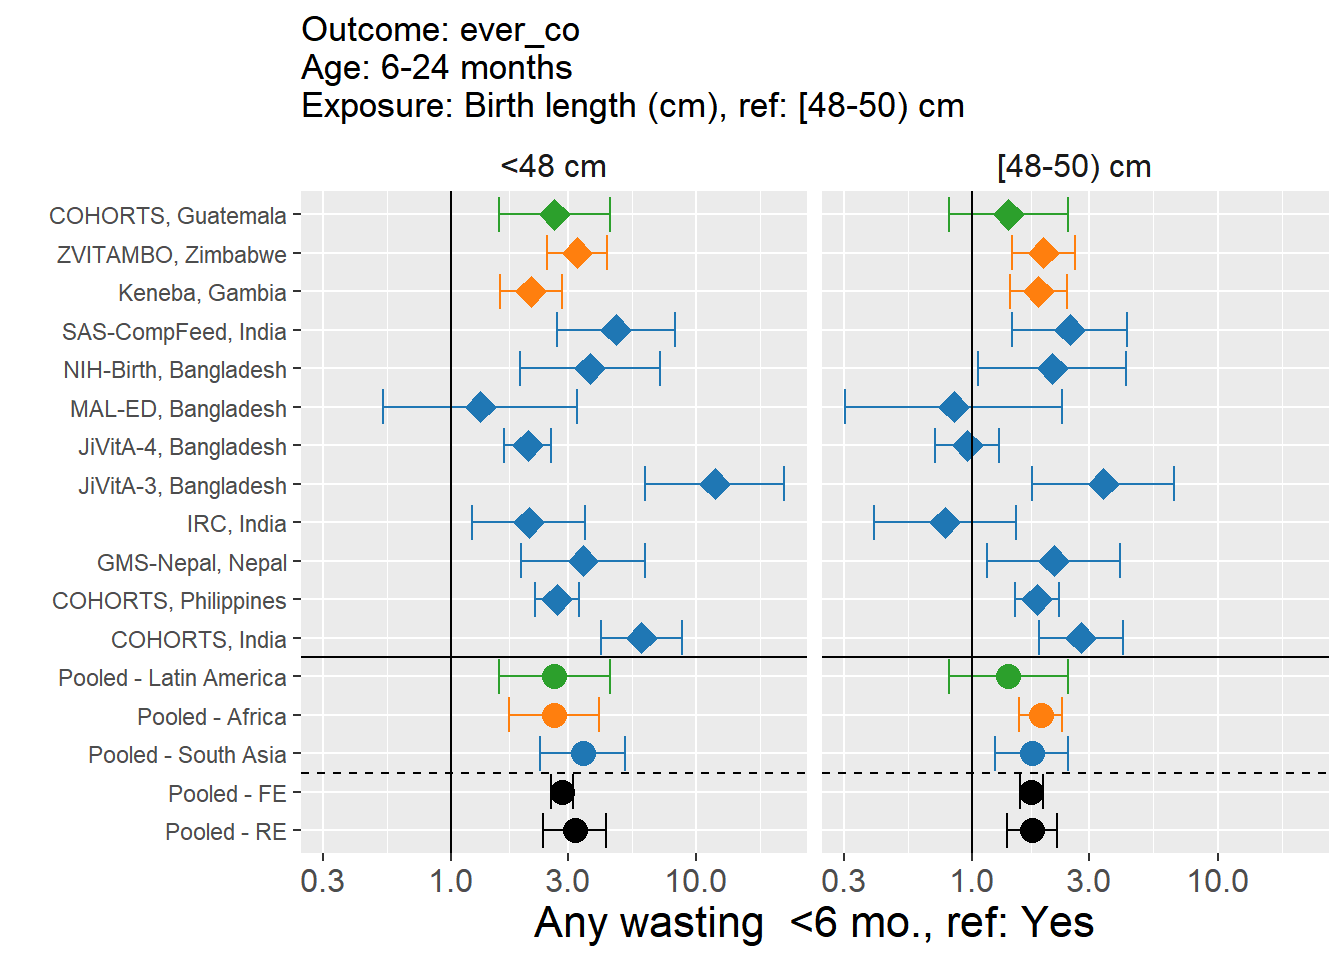 Outcome: ever_co
Age: 6-24 months
Exposure: Birth length (cm), ref: [48-50) cm
<48 cm
[48-50) cm
COHORTS, Guatemala
ZVITAMBO, Zimbabwe
Keneba, Gambia
SAS-CompFeed, India
NIH-Birth, Bangladesh
MAL-ED, Bangladesh
JiVitA-4, Bangladesh
JiVitA-3, Bangladesh
IRC, India
GMS-Nepal, Nepal
COHORTS, Philippines
COHORTS, India
Pooled - Latin America
Pooled - Africa
Pooled - South Asia
Pooled - FE
Pooled - RE
0.3 1.0 3.0 10.0
0.3 1.0 3.0 10.0
Any wasting  <6 mo., ref: Yes